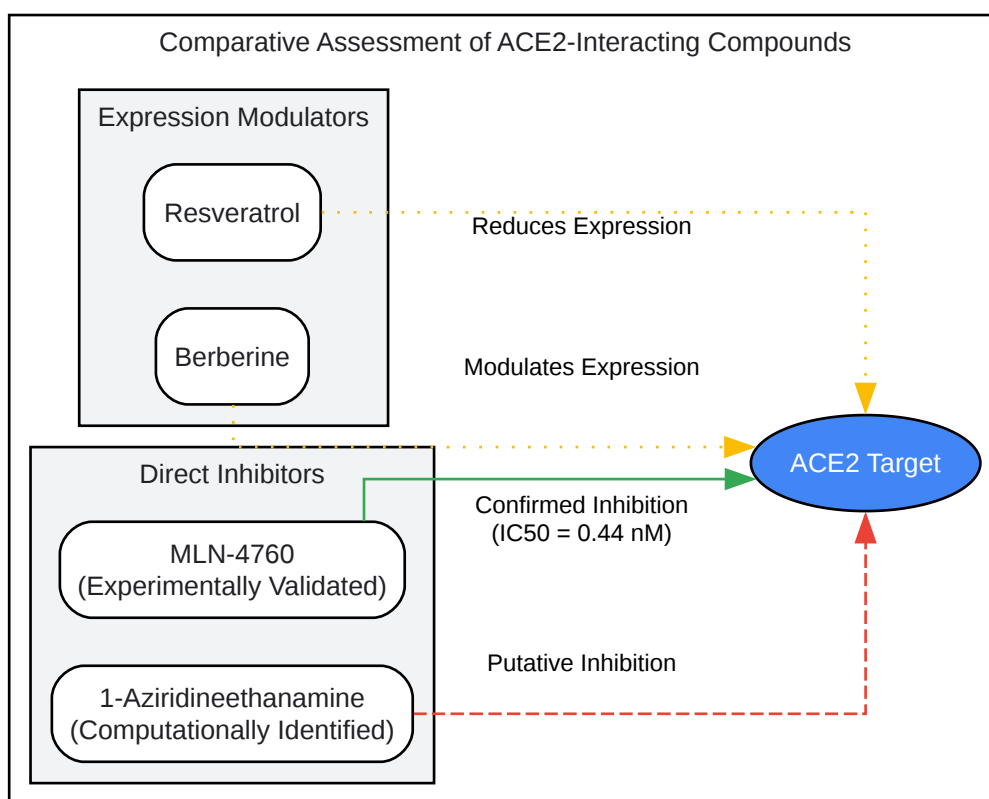 Comparative Assessment of ACE2-Interacting Compounds
Expression Modulators
Resveratrol
Reduces Expression
Berberine
Modulates Expression
ACE2 Target
Direct Inhibitors
MLN-4760
(Experimentally Validated)
Confirmed Inhibition
(IC50 = 0.44 nM)
1-Aziridineethanamine
(Computationally Identified)
Putative Inhibition